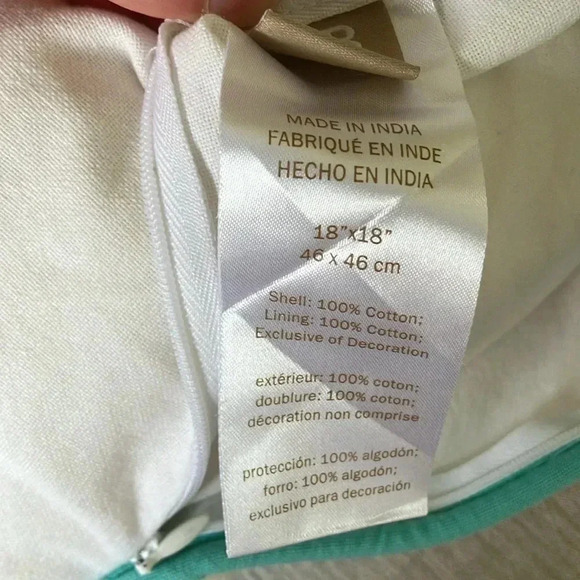 MADE IN INDIA
FABRIQUÉ EN INDE
HECHO EN INDIA
18"x18"
46 x 46 cm
Shell: 100% Cotton;
Lining: 100% Cotton;
Exclusive of Decoration
extérieur: 100% coton;
doublure: 100% coton;
décoration non comprise
protección: 100% algodón;
forro: 100% algodón;
exclusivo para decoración